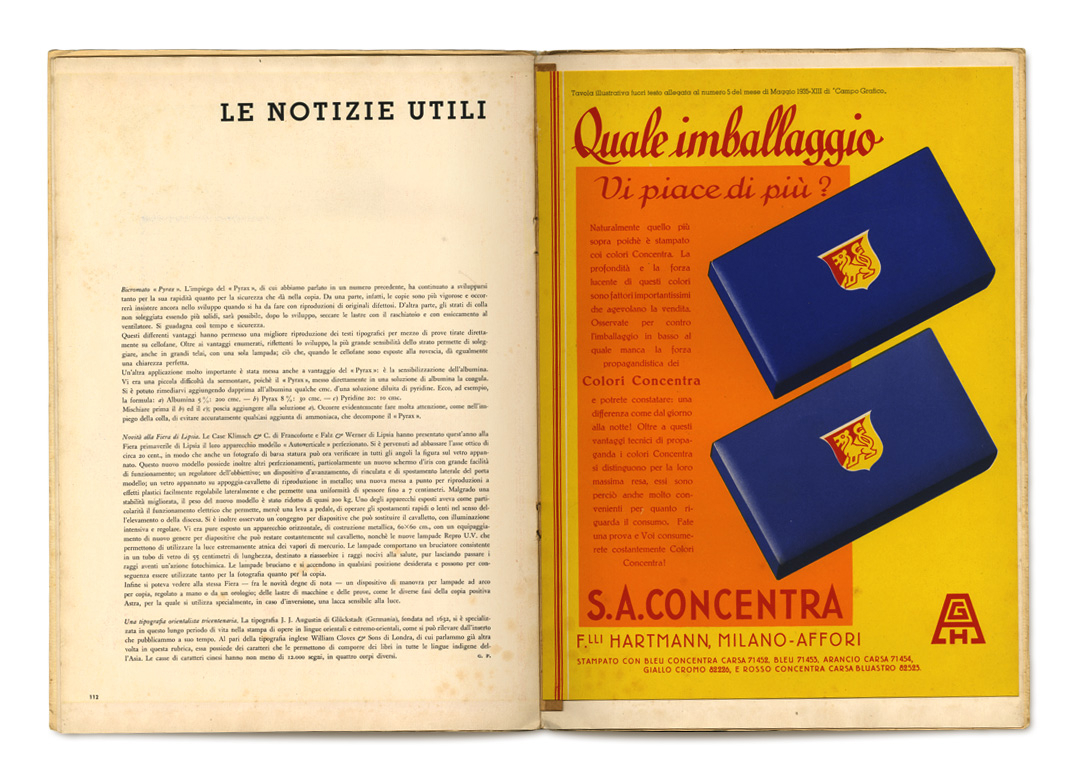 LE NOTIZIE UTILI
Bicromato « Pyrax ». L'impiego del « Pyrax », di cui abbiamo parlato in un numero precedente, ha continuato a svilupparsi
tanto per la sua rapidità quanto per la sicurezza che dà nella copia. Da una parte, infatti, le copie sono più vigorose e occor-
rerà insistere ancora nello sviluppo quando si ha da fare con riproduzioni di originali difettosi. D'altra parte, gli strati di colla
non soleggiata essendo più solidi, sarà possibile, dopo lo sviluppo, seccare le lastre con il raschiatoio e con essiccamento al
ventilatore. Si guadagna così tempo e sicurezza.
Questi differenti vantaggi hanno permesso una migliore riproduzione dei testi tipografici per mezzo di prove tirate diretta-
mente su cellofane. Oltre ai vantaggi enumerati, riflettenti lo sviluppo, la più grande sensibilità dello strato permette di soleg-
giare, anche in grandi telai, con una sola lampada; ciò che, quando le cellofane sono esposte alla rovescia, dà egualmente
una chiarezza perfetta.
Un'altra applicazione molto importante è stata messa anche a vantaggio del « Pyrax »: è la sensibilizzazione dell'albumina.
Vi era una piccola difficoltà da sormontare, poichè il « Pyrax », messo direttamente in una soluzione di albumina la coagula.
Si è potuto rimediarvi aggiungendo dapprima all'albumina qualche cmc. d'una soluzione diluita di pyridine. Ecco, ad esempio,
la formula: a) Albumina 5 %: 200 cmc. — b) Pyrax 8 %: 50 cmc. — c) Pyridine 20: 10 cmc.
Mischiare prima il b) ed il c); poscia aggiungere alla soluzione a). Occorre evidentemente fare molta attenzione, come nell'im-
piego della colla, di evitare accuratamente qualsiasi aggiunta di ammoniaca, che decompone il « Pyrax ».
Novità alla Fiera di Lipsia. Le Case Klimsch & C. di Francoforte e Falz & Werner di Lipsia hanno presentato quest'anno alla
Fiera primaverile di Lipsia il loro apparecchio modello « Autoverticale » perfezionato. Si è pervenuti ad abbassare l'asse ottico di
circa 20 cent., in modo che anche un fotografo di bassa statura può ora verificare in tutti gli angoli la figura sul vetro appan-
nato. Questo nuovo modello possiede inoltre altri perfezionamenti, particolarmente un nuovo schermo d'iris con grande facilità
di funzionamento; un regolatore dell'obbiettivo; un dispositivo d'avanzamento, di rinculata e di spostamento laterale del porta
modello; un vetro appannato su appoggia-cavalletto di riproduzione in metallo; una nuova messa a punto per riproduzioni a
effetti plastici facilmente regolabile lateralmente e che permette una uniformità di spessore fino a 7 centimetri. Malgrado una
stabilità migliorata, il peso del nuovo modello è stato ridotto di quasi 200 kg. Uno degli apparecchi esposti aveva come parti-
colarità il funzionamento elettrico che permette, mercè una leva a pedale, di operare gli spostamenti rapidi o lenti nel senso del-
l'elevamento o della discesa. Si è inoltre osservato un congegno per diapositive che può sostituire il cavalletto, con illuminazione
intensiva e regolare. Vi era pure esposto un apparecchio orizzontale, di costruzione metallica, 60×60 cm., con un equipaggia-
mento di nuovo genere per diapositive che può restare costantemente sul cavalletto, nonchè le nuove lampade Repro U.V. che
permettono di utilizzare la luce estremamente atnica dei vapori di mercurio. Le lampade comportano un bruciatore consistente
in un tubo di vetro di 55 centimetri di lunghezza, destinato a riassorbire i raggi nocivi alla salute, pur lasciando passare i
raggi aventi un'azione fotochimica. Le lampade bruciano e si accendono in qualsiasi posizione desiderata e possono per con-
seguenza essere utilizzate tanto per la fotografia quanto per la copia.
Infine si poteva vedere alla stessa Fiera — fra le novità degne di nota — un dispositivo di manovra per lampade ad arco
per copia, regolato a mano o da un orologio; delle lastre di macchine e delle prove, come le diverse fasi della copia positiva
Astra, per la quale si utilizza specialmente, in caso d'inversione, una lacca sensibile alla luce.
Una tipografia orientalista tricentenaria. La tipografia J. J. Augustin di Glückstadt (Germania), fondata nel 1632, si è specializ-
zata in questo lungo periodo di vita nella stampa di opere in lingue orientali e estremo-orientali, come si può rilevare dall'inserto
che pubblicammo a suo tempo. Al pari della tipografia inglese William Cloves & Sons di Londra, di cui parlammo già altra
volta in questa rubrica, essa possiede dei caratteri che le permettono di comporre dei libri in tutte le lingue indigene del-
l'Asia. Le casse di caratteri cinesi hanno non meno di 12.000 segni, in quattro corpi diversi.
G. P.
112
Tavola illustrativa fuori testo allegata al numero 5 del mese di Maggio 1935-XIII di "Campo Grafico„
Quale imballaggio
Vi piace di più ?
Naturalmente quello più
sopra poichè è stampato
coi colori Concentra. La
profondità e la forza
lucente di questi colori
sono fattori importantissimi
che agevolano la vendita.
Osservate per contro
l'imballaggio in basso al
quale manca la forza
propagandistica dei
Colori Concentra
e potrete constatare: una
differenza come dal giorno
alla notte! Oltre a questi
vantaggi tecnici di propa-
ganda i colori Concentra
si distinguono per la loro
massima resa, essi sono
perciò anche molto con-
venienti per quanto ri-
guarda il consumo. Fate
una prova e Voi consume-
rete costantemente Colori
Concentra!
S.A.CONCENTRA
F.LLI HARTMANN, MILANO-AFFORI
STAMPATO CON BLEU CONCENTRA CARSA 71452, BLEU 71453, ARANCIO CARSA 71454,
GIALLO CROMO 82226, E ROSSO CONCENTRA CARSA BLUASTRO 82523.